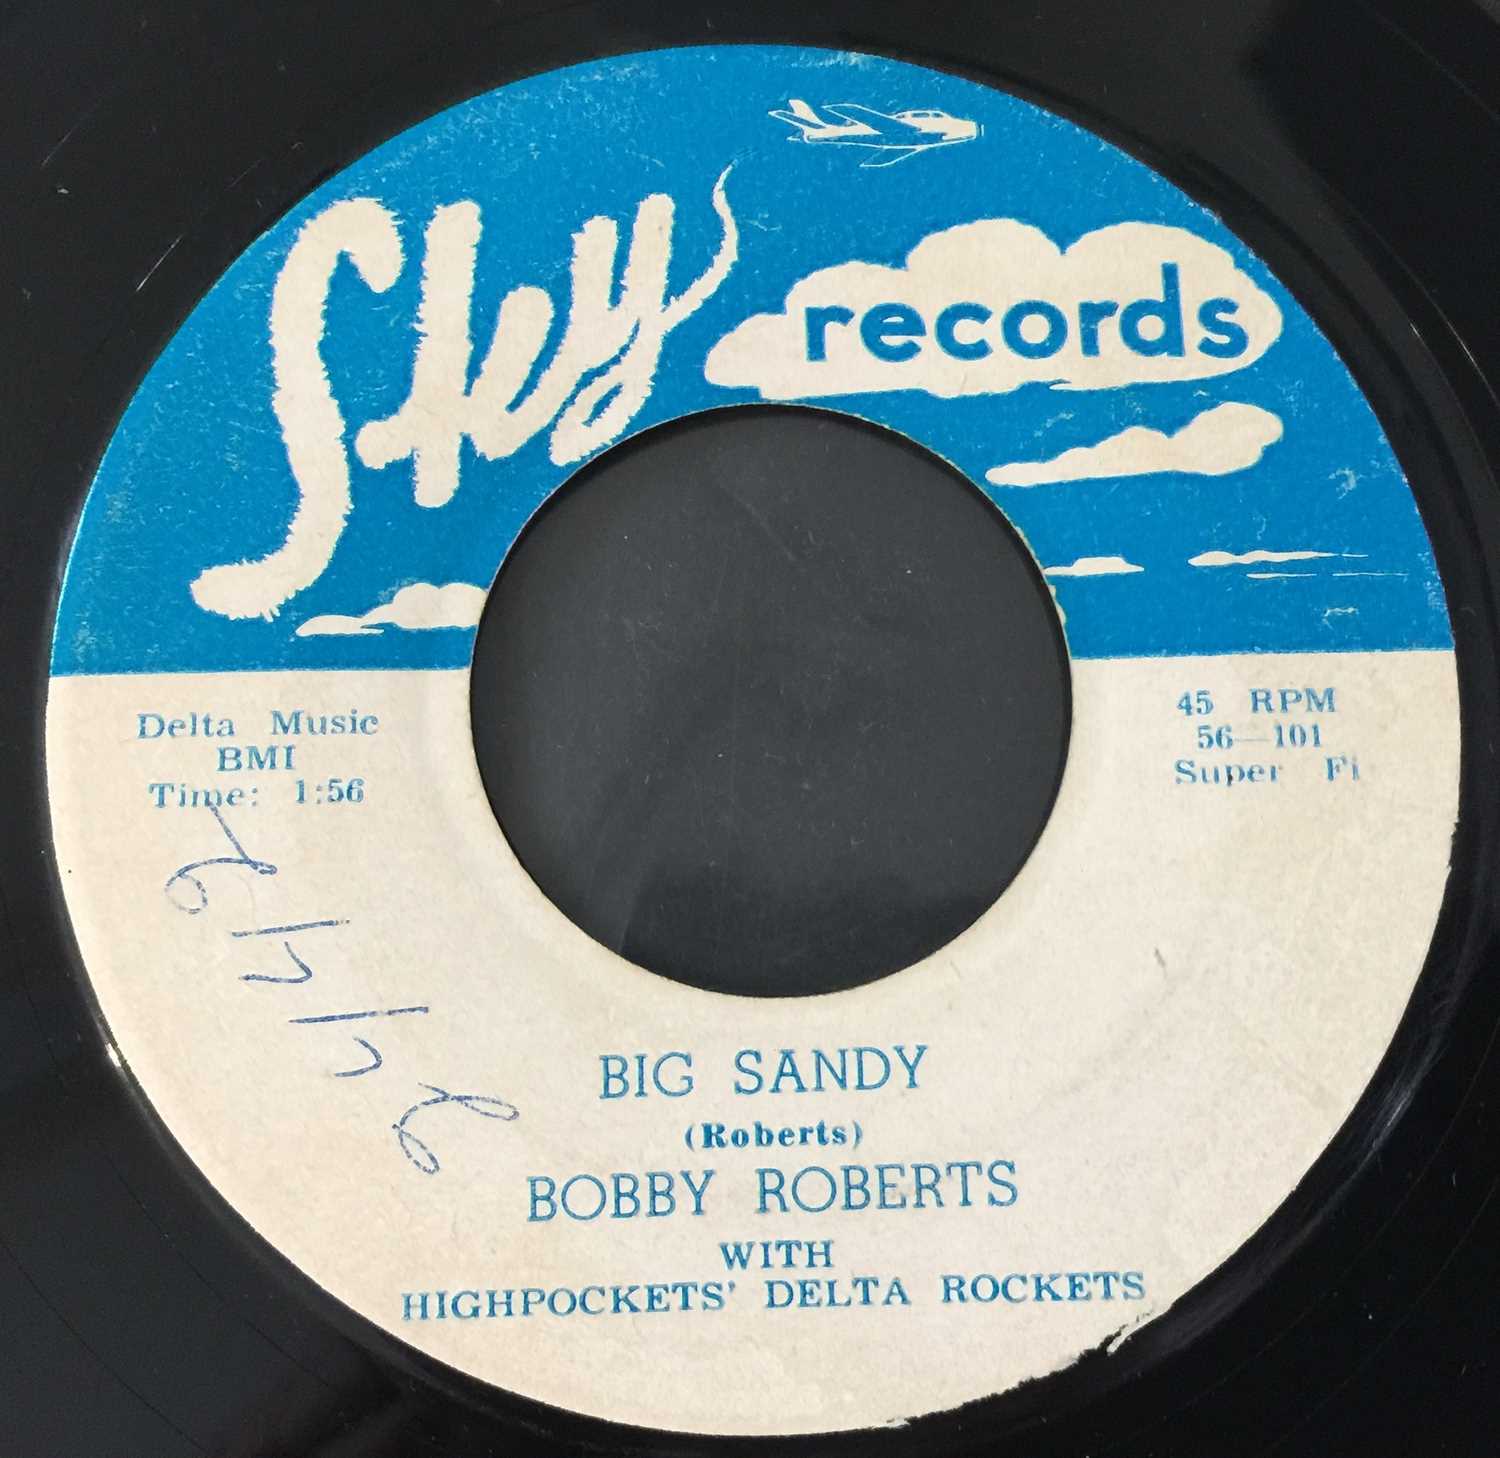 Sky
records
Delta Music
BMI
Time: 1:56
45 RPM
56—101
Super Fi
BIG SANDY
(Roberts)
BOBBY ROBERTS
WITH
HIGHPOCKETS' DELTA ROCKETS